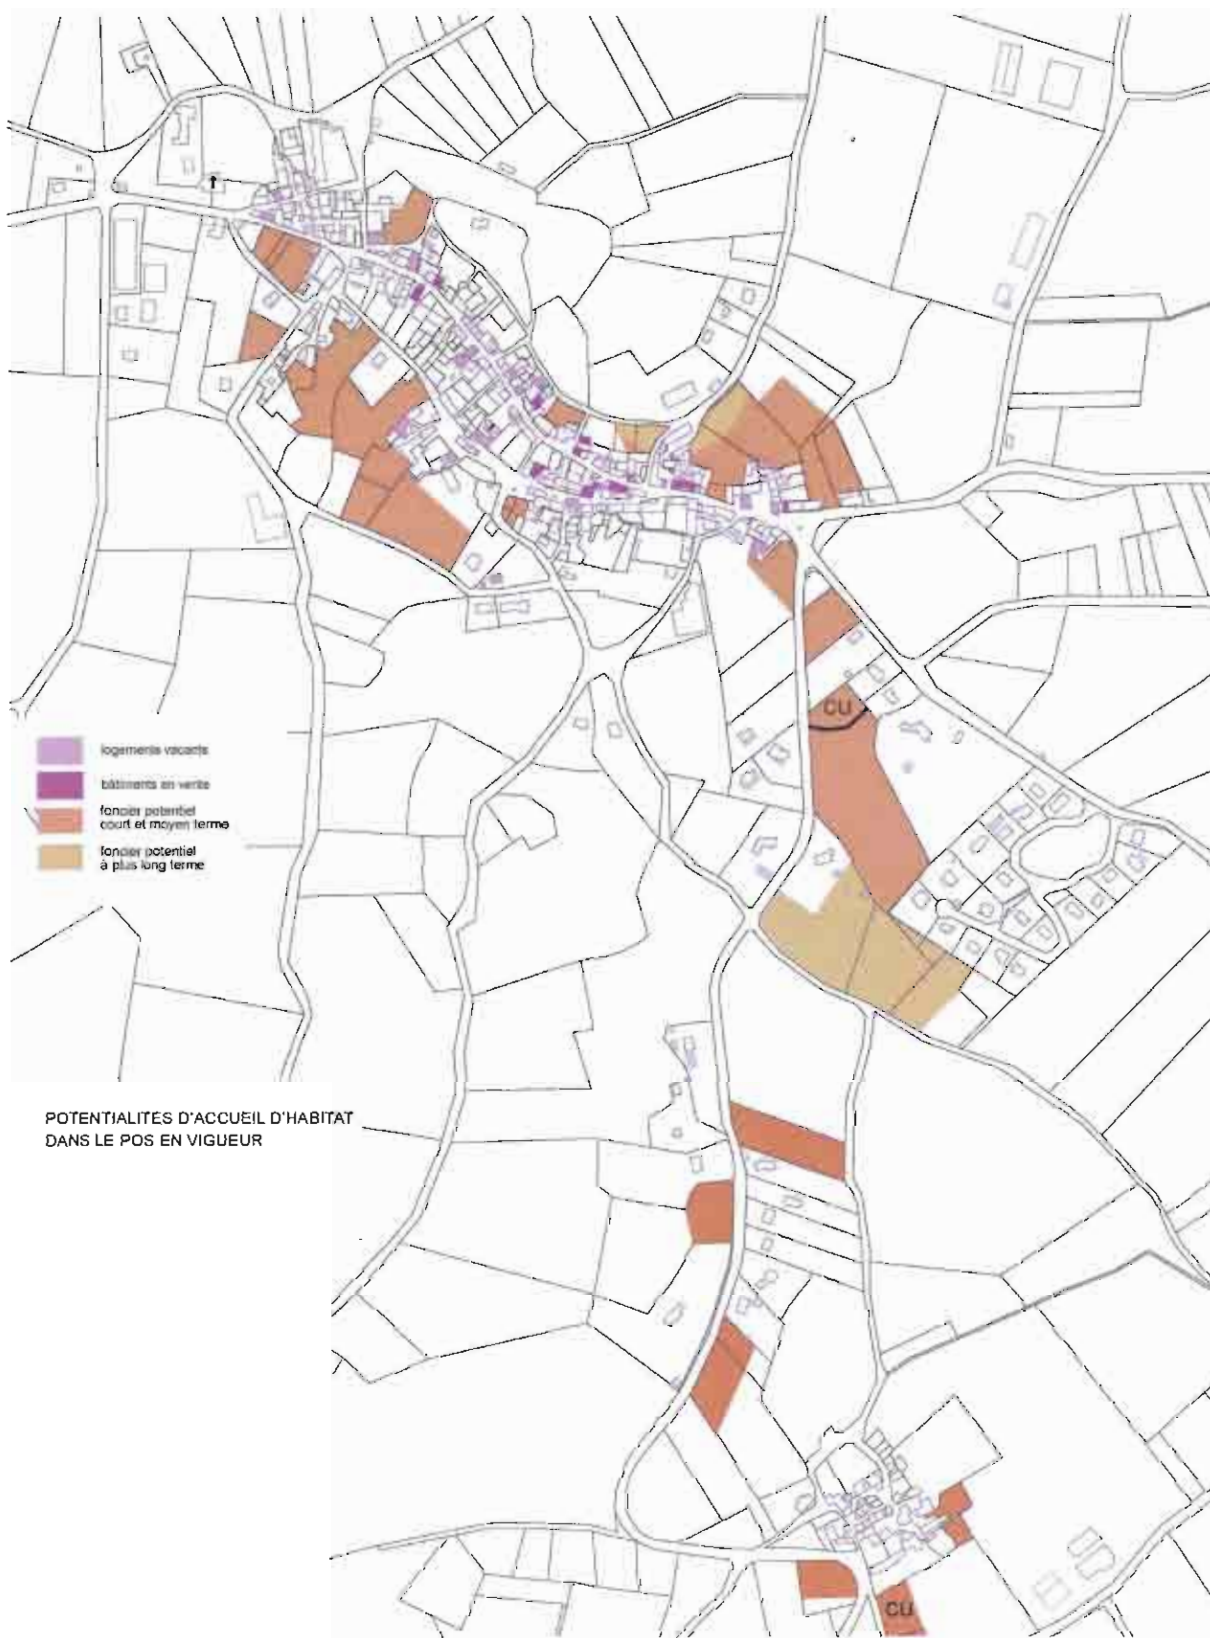 CU
logements vacants
bâtiments en vente
foncier potentiel
court et moyen terme
foncier potentiel
à plus long terme
POTENTIALITÉS D'ACCUEIL D'HABITAT
DANS LE POS EN VIGUEUR
CU